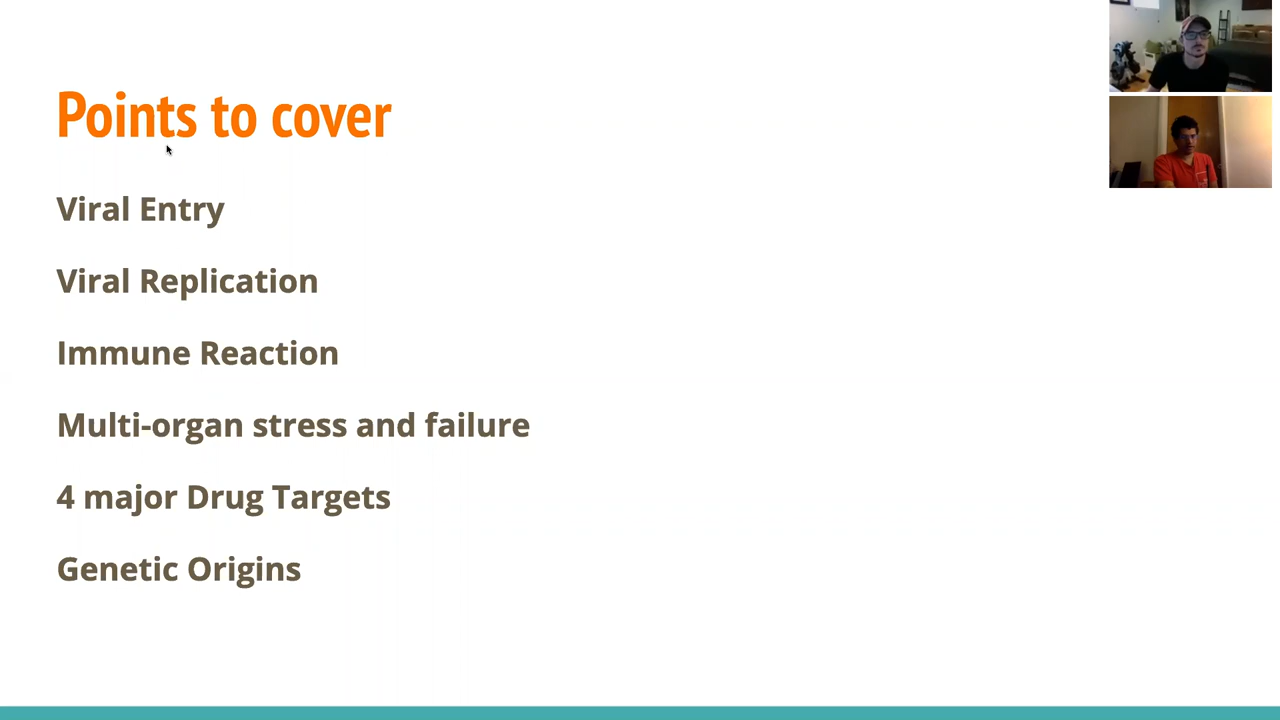 Points to cover
Viral Entry
Viral Replication
Immune Reaction
Multi-organ stress and failure
4 major Drug Targets
Genetic Origins